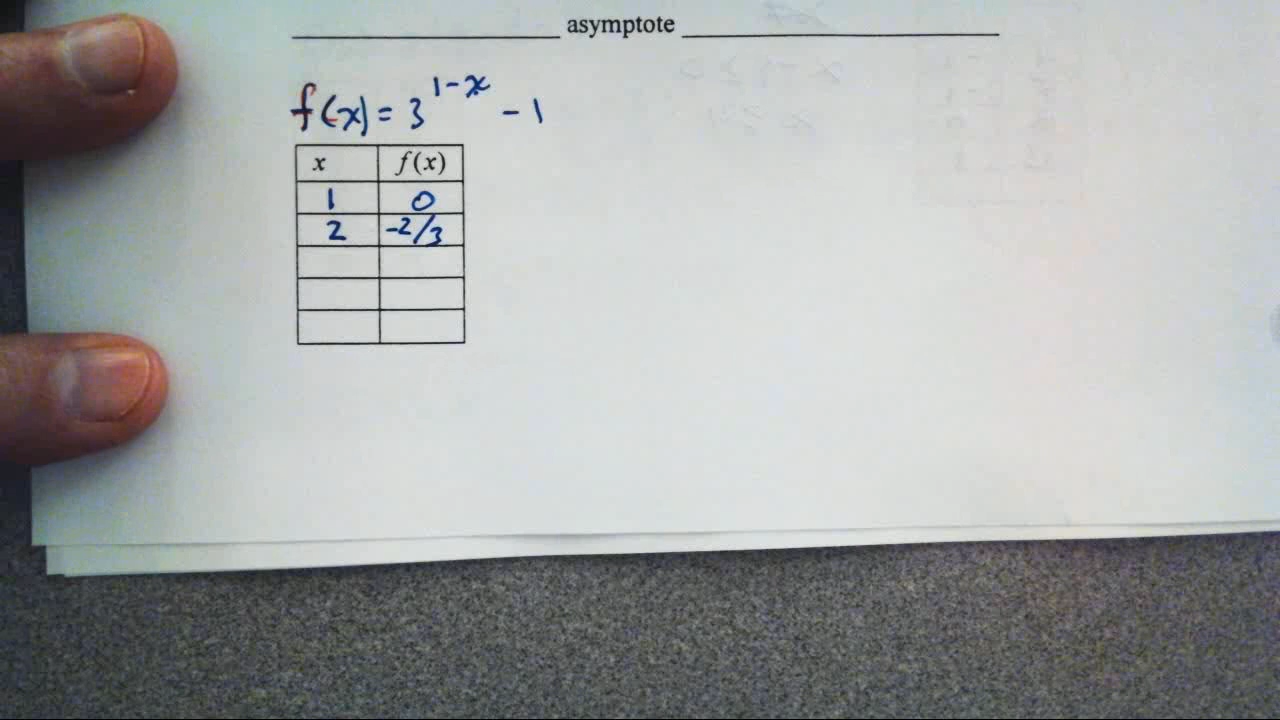 asymptote
f(x) = 3^{1-x} - 1
x f(x)
1 0
2 -2/3